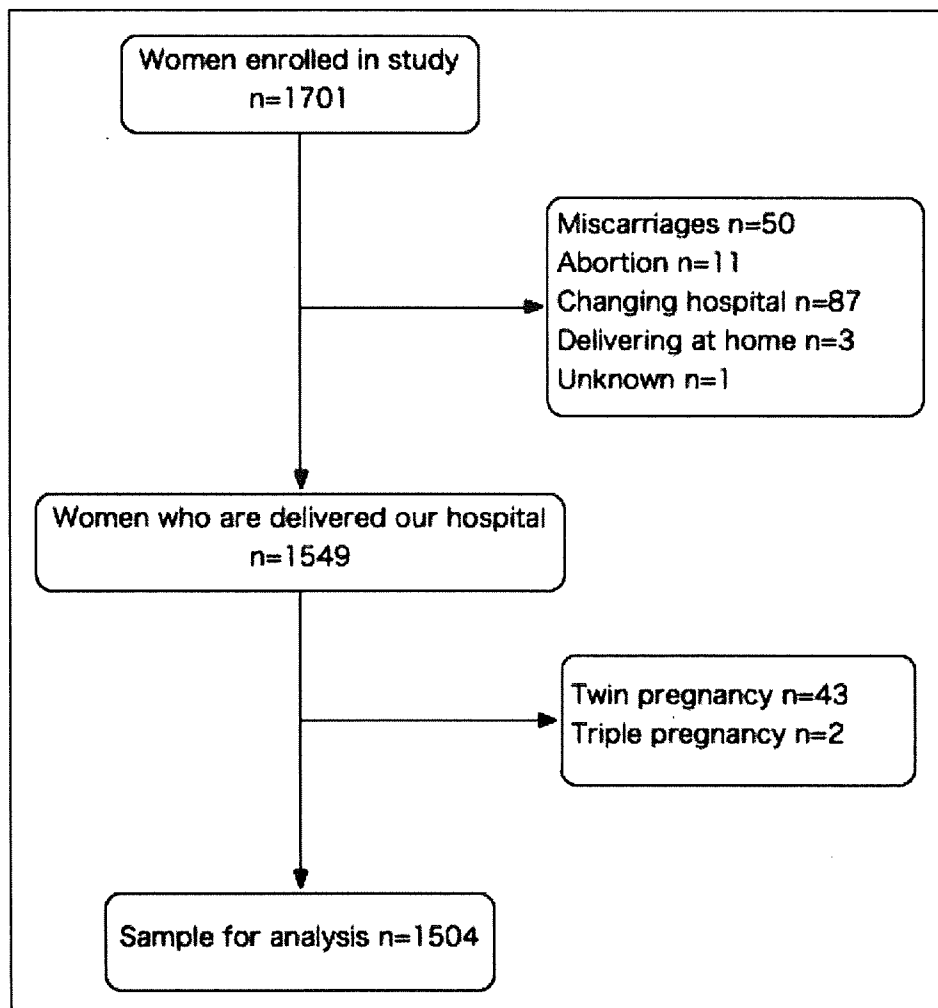 Women enrolled in study
n=1701
Miscarriages n=50
Abortion n=11
Changing hospital n=87
Delivering at home n=3
Unknown n=1
Women who are delivered our hospital
n=1549
Twin pregnancy n=43
Triple pregnancy n=2
Sample for analysis n=1504